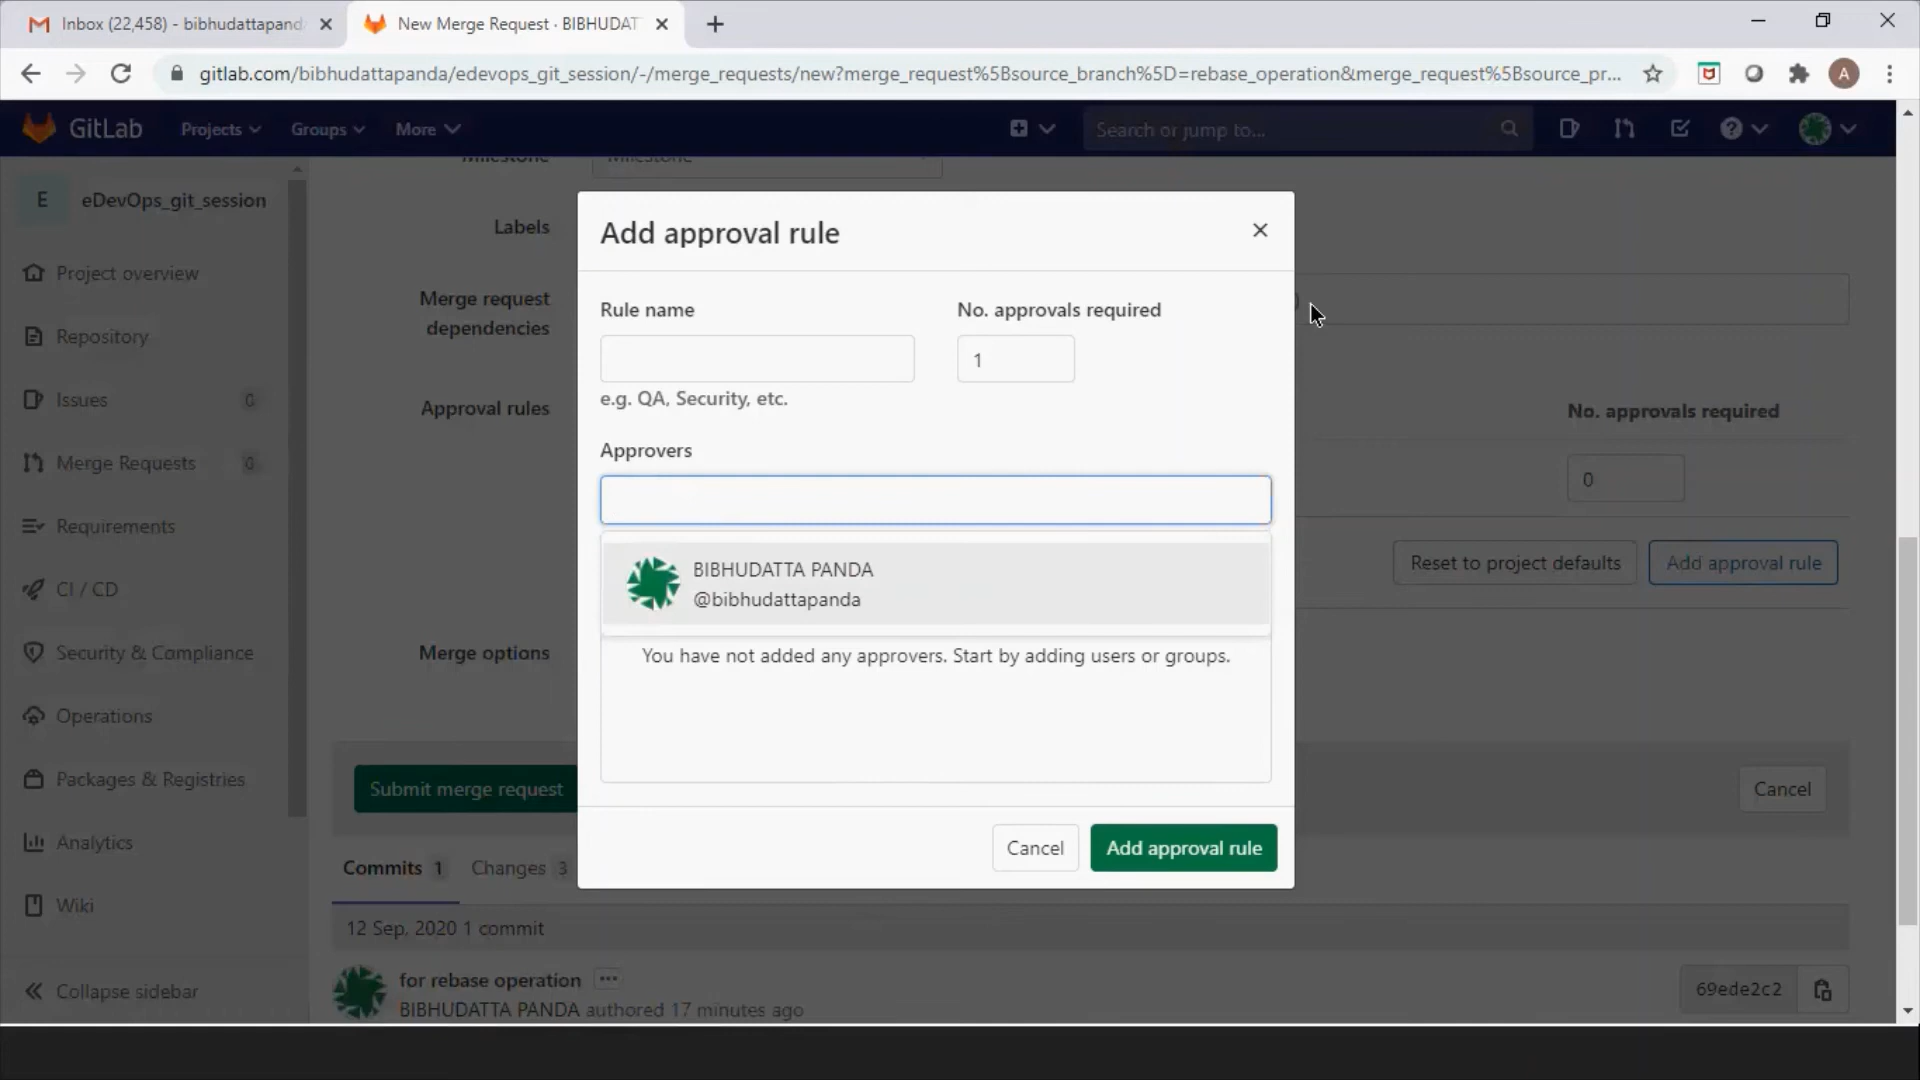 Inbox (22,458) - bibhudattapand
New Merge Request · BIBHUDAT
gitlab.com/bibhudattapanda/edevops_git_session/-/merge_requests/new?merge_request%5Bsource_branch%5D=rebase_operation&merge_request%5Bsource_pr...
A
GitLab
Projects
Groups
More
Search or jump to...
E
eDevOps_git_session
Project overview
Repository
Issues 0
Merge Requests 0
Requirements
CI / CD
Security & Compliance
Operations
Packages & Registries
Analytics
Wiki
Collapse sidebar
Milestone
Milestone
Labels
Merge request
dependencies
Approval rules
No. approvals required
0
Reset to project defaults
Add approval rule
Merge options
Submit merge request
Cancel
Commits 1
Changes 3
12 Sep, 2020 1 commit
for rebase operation
BIBHUDATTA PANDA authored 17 minutes ago
69ede2c2
Add approval rule
Rule name
No. approvals required
1
e.g. QA, Security, etc.
Approvers
BIBHUDATTA PANDA
@bibhudattapanda
You have not added any approvers. Start by adding users or groups.
Cancel
Add approval rule